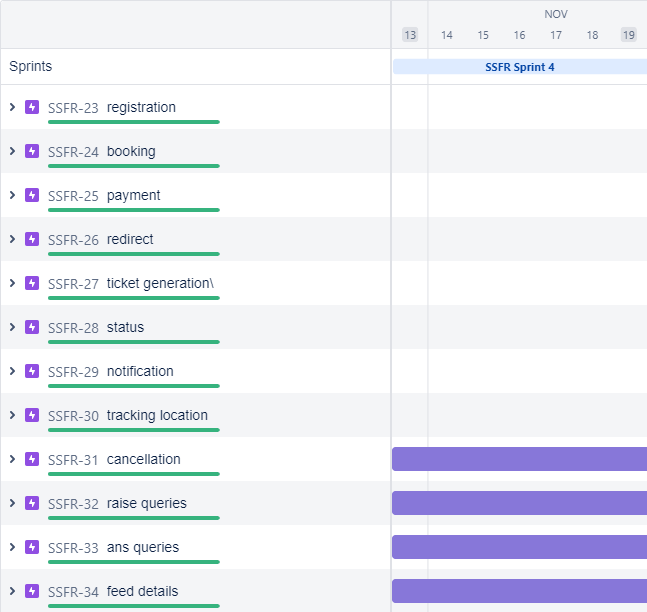 NOV
13 14 15 16 17 18 19
Sprints
SSFR Sprint 4
SSFR-23 registration
SSFR-24 booking
SSFR-25 payment
SSFR-26 redirect
SSFR-27 ticket generation\
SSFR-28 status
SSFR-29 notification
SSFR-30 tracking location
SSFR-31 cancellation
SSFR-32 raise queries
SSFR-33 ans queries
SSFR-34 feed details